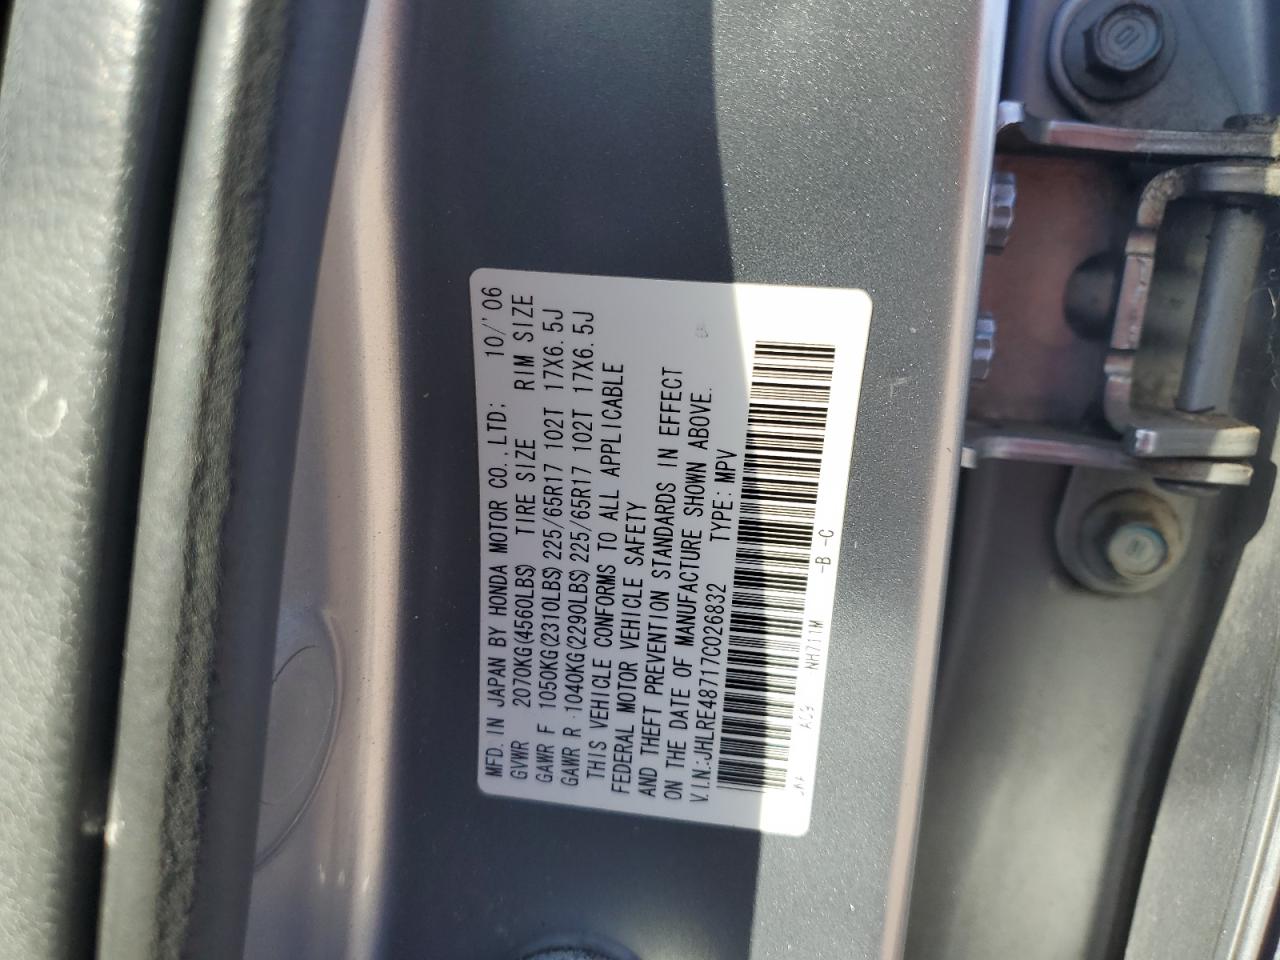 MFD. IN JAPAN BY HONDA MOTOR CO., LTD: 10/'06
GVWR 2070KG(4560LBS) TIRE SIZE RIM SIZE
GAWR F 1050KG(2310LBS) 225/65R17 102T 17X6.5J
GAWR R 1040KG(2290LBS) 225/65R17 102T 17X6.5J
THIS VEHICLE CONFORMS TO ALL APPLICABLE
FEDERAL MOTOR VEHICLE SAFETY
AND THEFT PREVENTION STANDARDS IN EFFECT
ON THE DATE OF MANUFACTURE SHOWN ABOVE.
V.I.N.:JHLRE48717C026832 TYPE:MPV
NH711M -B -C